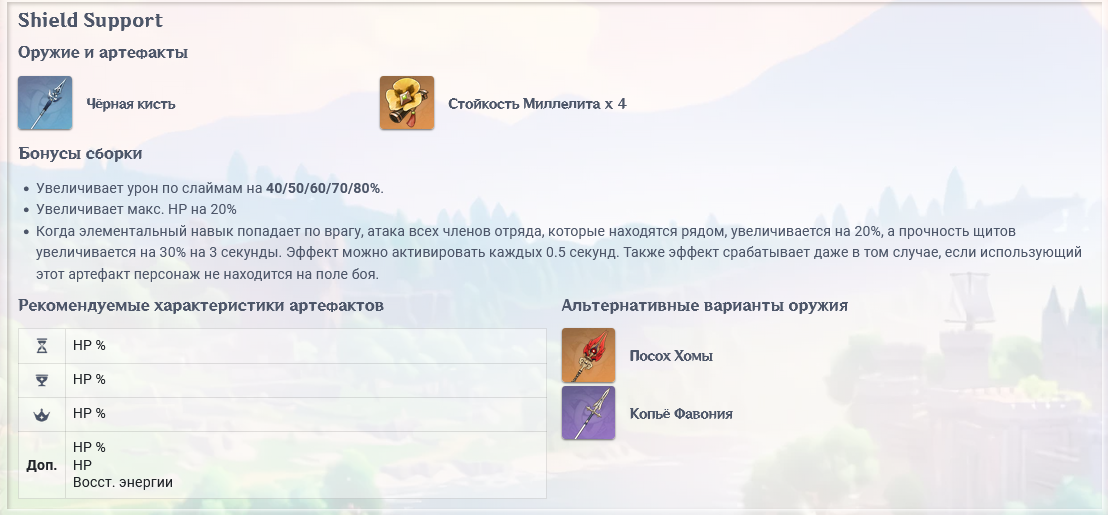 Shield Support
Оружие и артефакты
Чёрная кисть
Стойкость Миллелита x 4
Бонусы сборки
• Увеличивает урон по слаймам на 40/50/60/70/80%.
• Увеличивает макс. HP на 20%
• Когда элементальный навык попадает по врагу, атака всех членов отряда, которые находятся рядом, увеличивается на 20%, а прочность щитов
увеличивается на 30% на 3 секунды. Эффект можно активировать каждых 0.5 секунд. Также эффект срабатывает даже в том случае, если использующий
этот артефакт персонаж не находится на поле боя.
Рекомендуемые характеристики артефактов
HP %
HP %
HP %
Доп.
HP %
HP
Восст. энергии
Альтернативные варианты оружия
Посох Хомы
Копьё Фавония